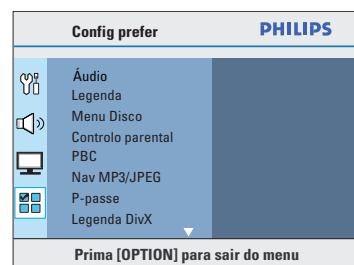 Config prefer
PHILIPS
Áudio
Legenda
Menu Disco
Controlo parental
PBC
Nav MP3/JPEG
P-passe
Legenda DivX
Prima [OPTION] para sair do menu